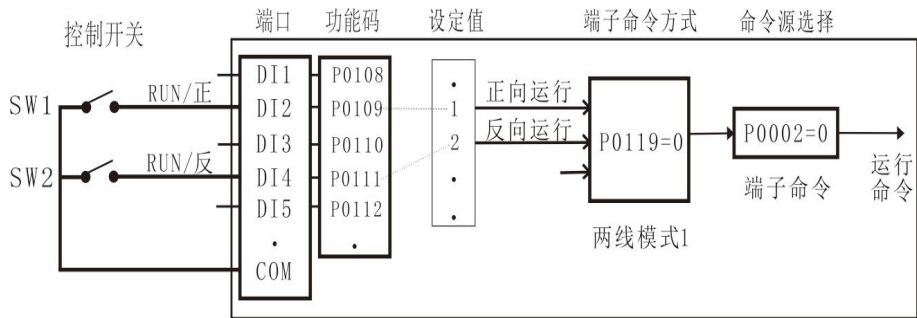 控制开关
端口 功能码 设定值 端子命令方式 命令源选择
DI1 P0108
SW1 RUN/正 DI2 P0109 1 正向运行
DI3 P0110 2 反向运行 P0119=0 P0002=0 运行命令
SW2 RUN/反 DI4 P0111 端子命令
DI5 P0112
两线模式1
COM